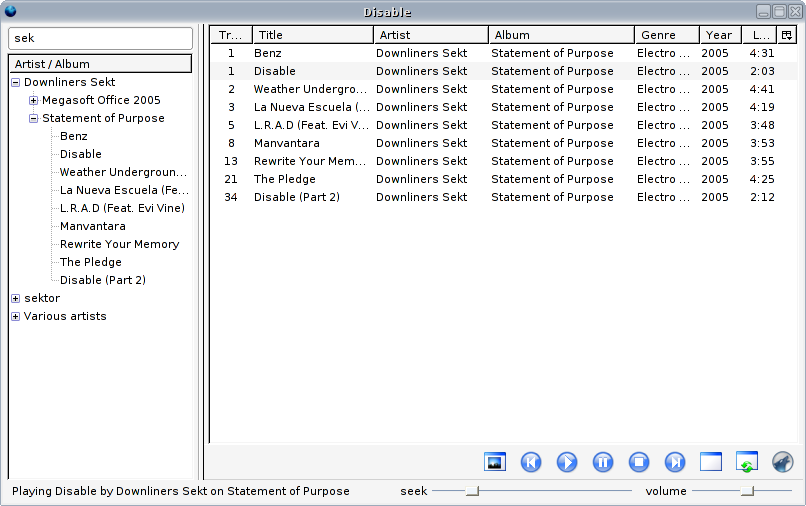 Disable
sek
Artist / Album
Downliners Sekt
Megasoft Office 2005
Statement of Purpose
Benz
Disable
Weather Undergroun...
La Nueva Escuela (Fe...
L.R.A.D (Feat. Evi Vine)
Manvantara
Rewrite Your Memory
The Pledge
Disable (Part 2)
sektor
Various artists
Tr... Title Artist Album Genre Year L...
1 Benz Downliners Sekt Statement of Purpose Electro ... 2005 4:31
1 Disable Downliners Sekt Statement of Purpose Electro ... 2005 2:03
2 Weather Undergro... Downliners Sekt Statement of Purpose Electro ... 2005 4:41
3 La Nueva Escuela (... Downliners Sekt Statement of Purpose Electro ... 2005 4:19
5 L.R.A.D (Feat. Evi V... Downliners Sekt Statement of Purpose Electro ... 2005 3:48
8 Manvantara Downliners Sekt Statement of Purpose Electro ... 2005 3:53
13 Rewrite Your Mem... Downliners Sekt Statement of Purpose Electro ... 2005 3:55
21 The Pledge Downliners Sekt Statement of Purpose Electro ... 2005 4:25
34 Disable (Part 2) Downliners Sekt Statement of Purpose Electro ... 2005 2:12
Playing Disable by Downliners Sekt on Statement of Purpose seek volume